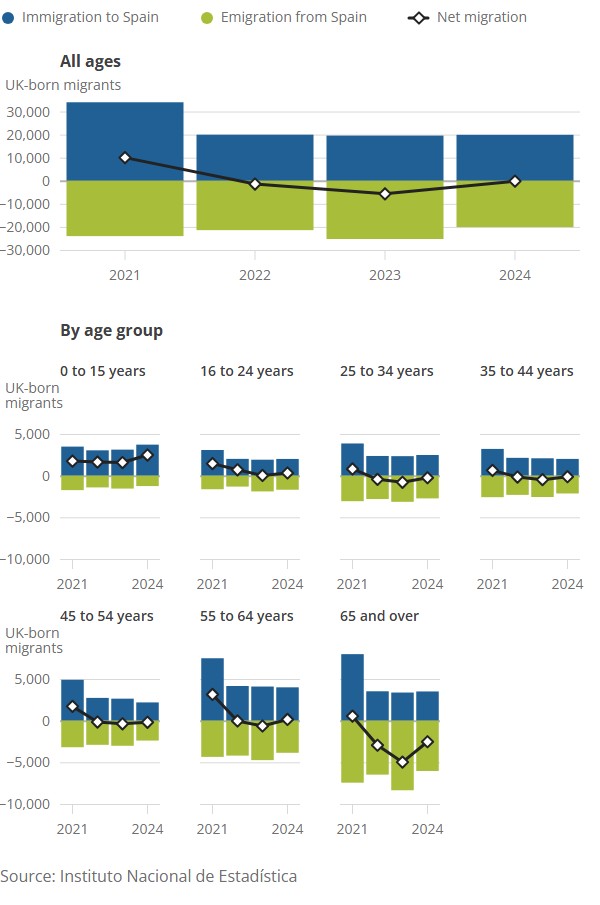 Immigration to Spain Emigration from Spain Net migration
All ages
UK-born migrants
30,000
20,000
10,000
0
−10,000
−20,000
−30,000
2021 2022 2023 2024
By age group
0 to 15 years 16 to 24 years 25 to 34 years 35 to 44 years
UK-born
migrants
5,000
0
−5,000
−10,000
2021 2024 2021 2024 2021 2024 2021 2024
45 to 54 years 55 to 64 years 65 and over
UK-born
migrants
5,000
0
−5,000
−10,000
2021 2024 2021 2024 2021 2024
Source: Instituto Nacional de Estadística